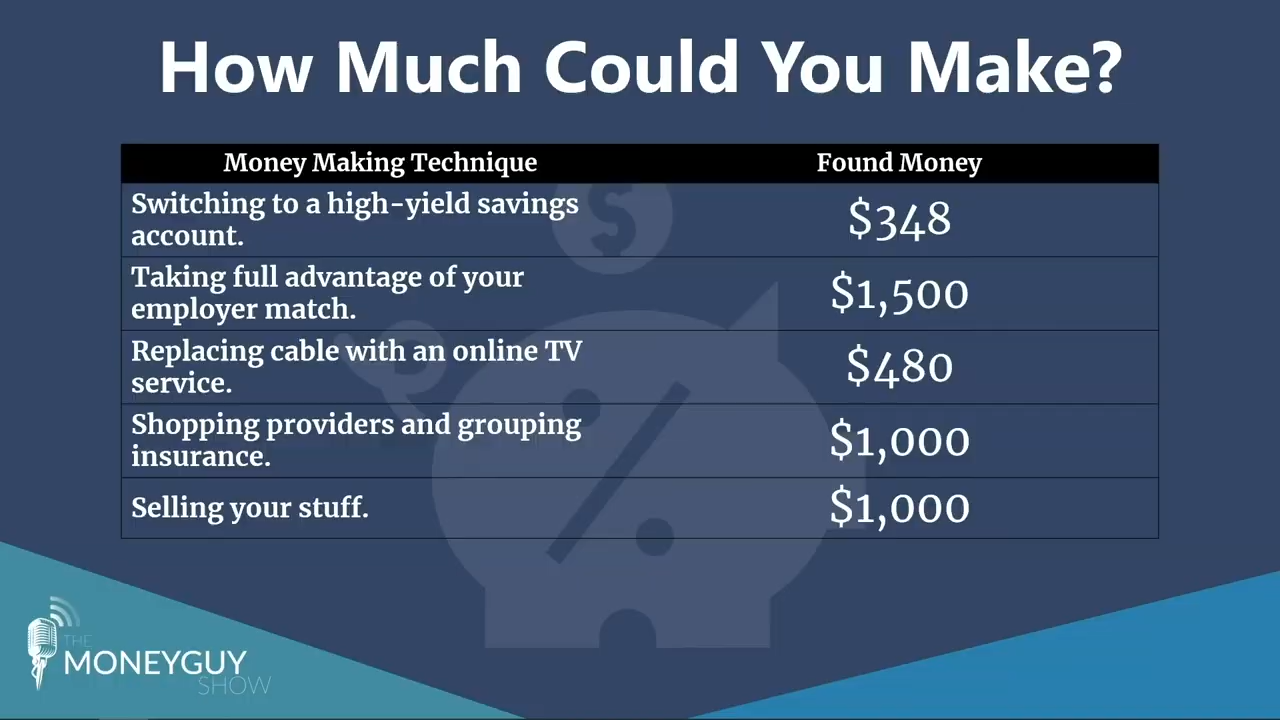 How Much Could You Make?
Money Making Technique
Found Money
Switching to a high-yield savings
account.
$348
Taking full advantage of your
employer match.
$1,500
Replacing cable with an online TV
service.
$480
Shopping providers and grouping
insurance.
$1,000
Selling your stuff.
$1,000
THE
MONEYGUY
SHOW